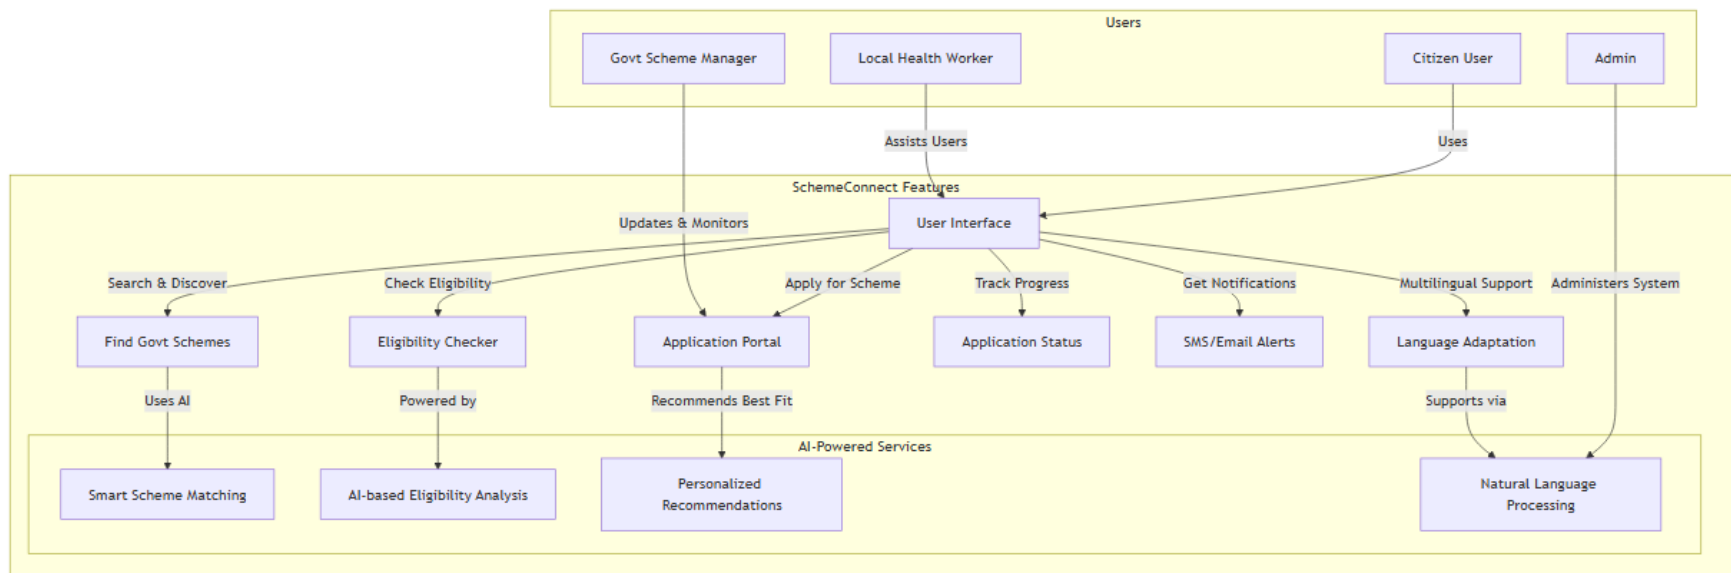 Users
Govt Scheme Manager
Local Health Worker
Citizen User
Admin
Assists Users
Uses
SchemeConnect Features
Updates & Monitors
User Interface
Search & Discover
Check Eligibility
Apply for Scheme
Track Progress
Get Notifications
Multilingual Support
Administers System
Find Govt Schemes
Eligibility Checker
Application Portal
Application Status
SMS/Email Alerts
Language Adaptation
Uses AI
Powered by
Recommends Best Fit
Supports via
AI-Powered Services
Smart Scheme Matching
AI-based Eligibility Analysis
Personalized
Recommendations
Natural Language
Processing